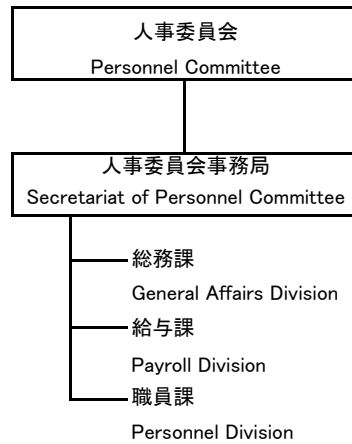 人事委員会
Personnel Committee
人事委員会事務局
Secretariat of Personnel Committee
総務課
General Affairs Division
給与課
Payroll Division
職員課
Personnel Division